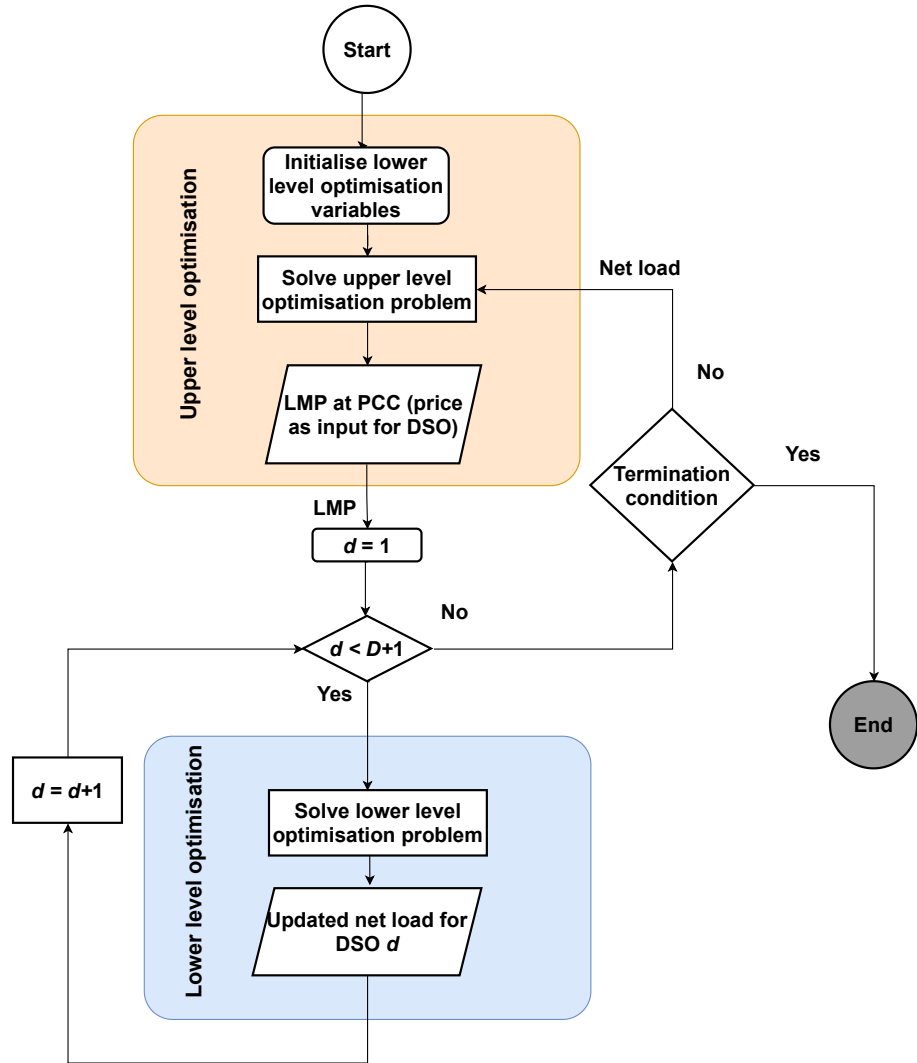 Start
Upper level optimisation
Initialise lower
level optimisation
variables
Solve upper level
optimisation problem
Net load
LMP at PCC (price
as input for DSO)
No
Termination
condition
Yes
LMP
d = 1
d < D+1
No
Yes
End
d = d+1
Lower level optimisation
Solve lower level
optimisation problem
Updated net load for
DSO d